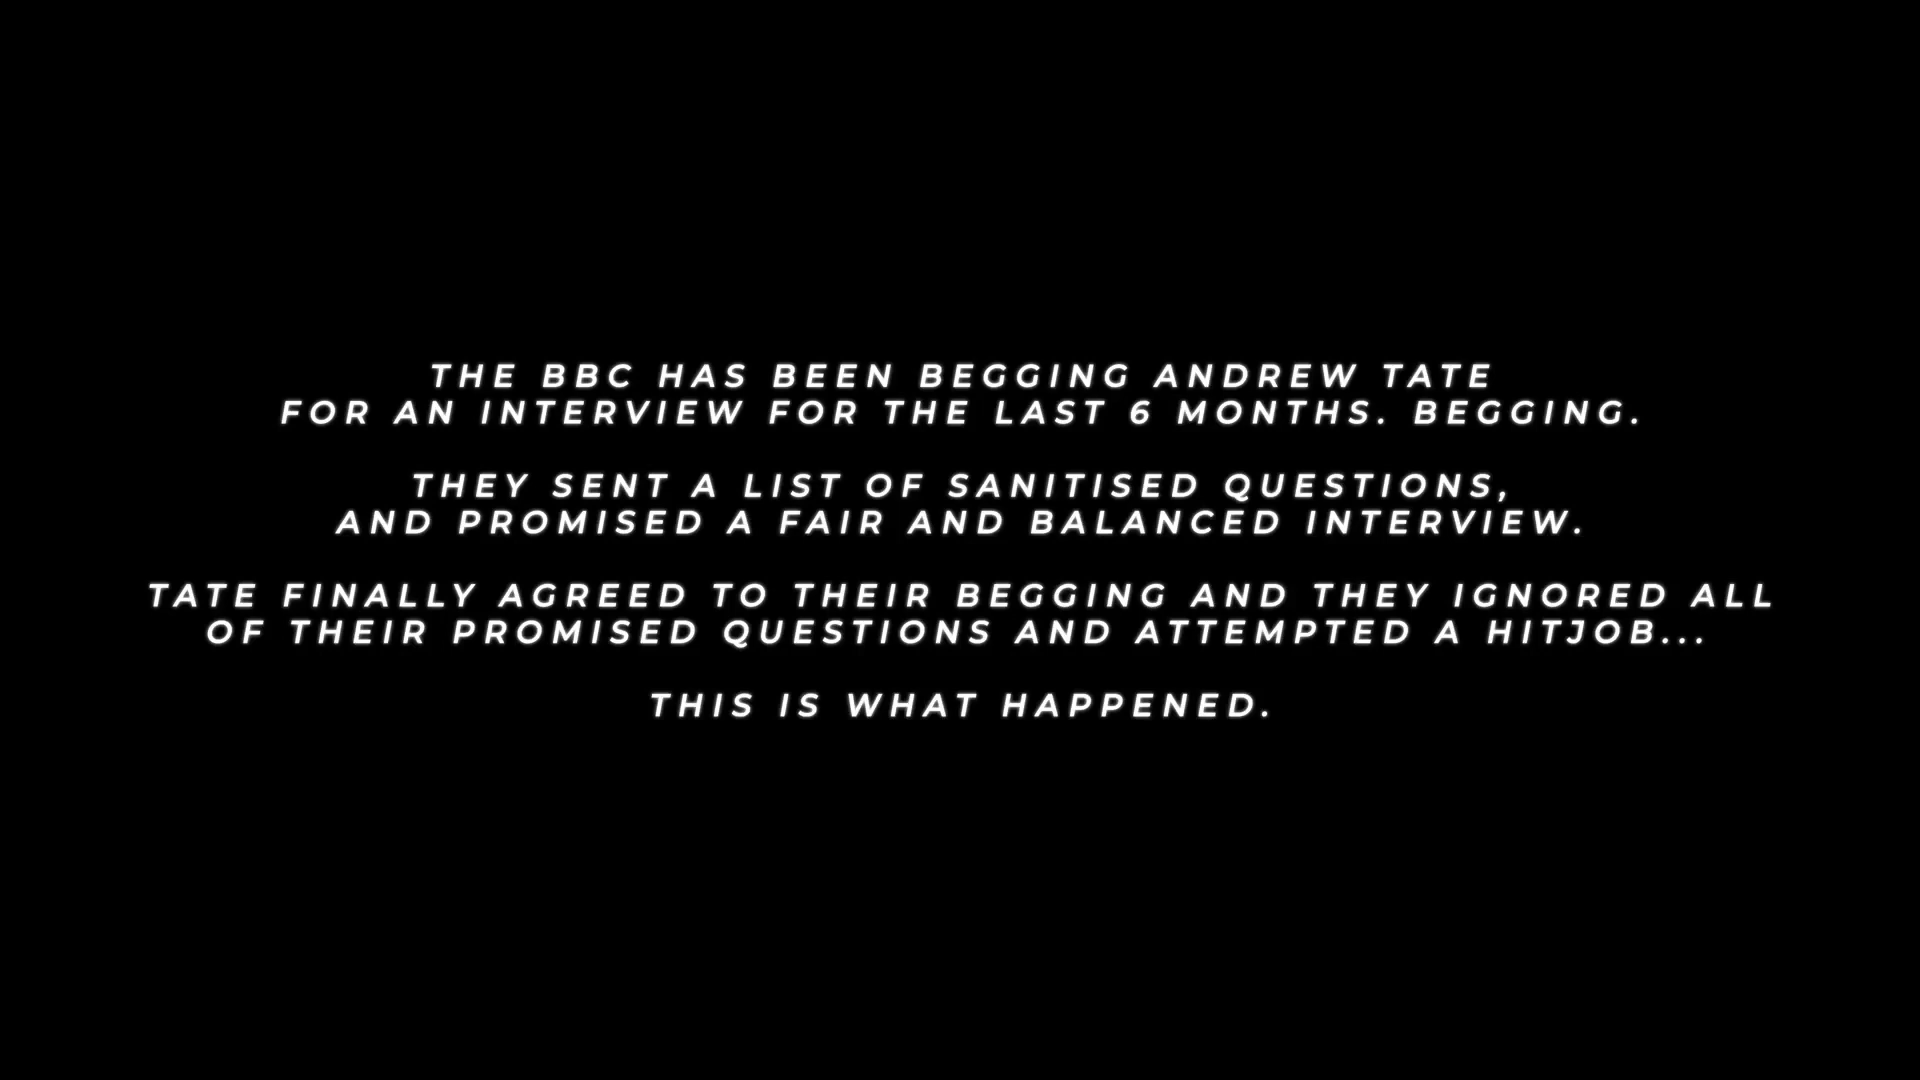 THE BBC HAS BEEN BEGGING ANDREW TATE
FOR AN INTERVIEW FOR THE LAST 6 MONTHS. BEGGING.
THEY SENT A LIST OF SANITISED QUESTIONS,
AND PROMISED A FAIR AND BALANCED INTERVIEW.
TATE FINALLY AGREED TO THEIR BEGGING AND THEY IGNORED ALL
OF THEIR PROMISED QUESTIONS AND ATTEMPTED A HITJOB...
THIS IS WHAT HAPPENED.